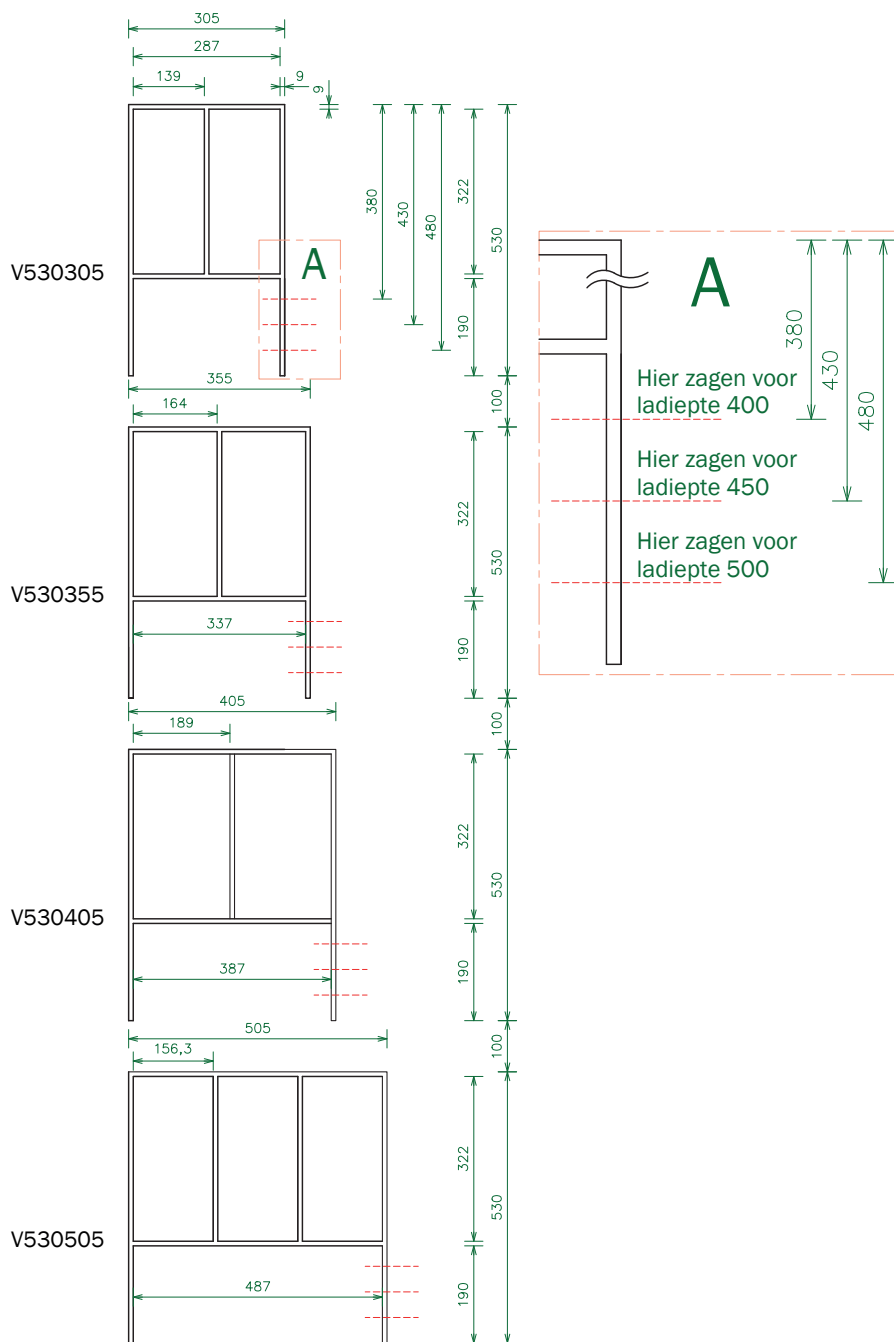 305
287
139
9
9
380
430
480
322
530
190
V530305
A
355
100
164
322
530
190
V530355
337
405
100
189
322
530
190
V530405
387
505
100
156,3
322
530
190
V530505
487
A
380
430
480
Hier zagen voor
ladiepte 400
Hier zagen voor
ladiepte 450
Hier zagen voor
ladiepte 500